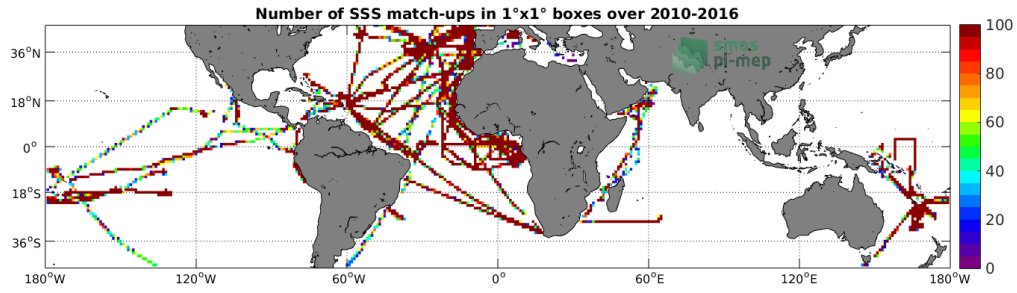 Number of SSS match-ups in 1°x1° boxes over 2010-2016
smos
pi-mep
36°N
18°N
0°
18°S
36°S
180°W
120°W
60°W
0°
60°E
120°E
180°W
100
80
60
40
20
0